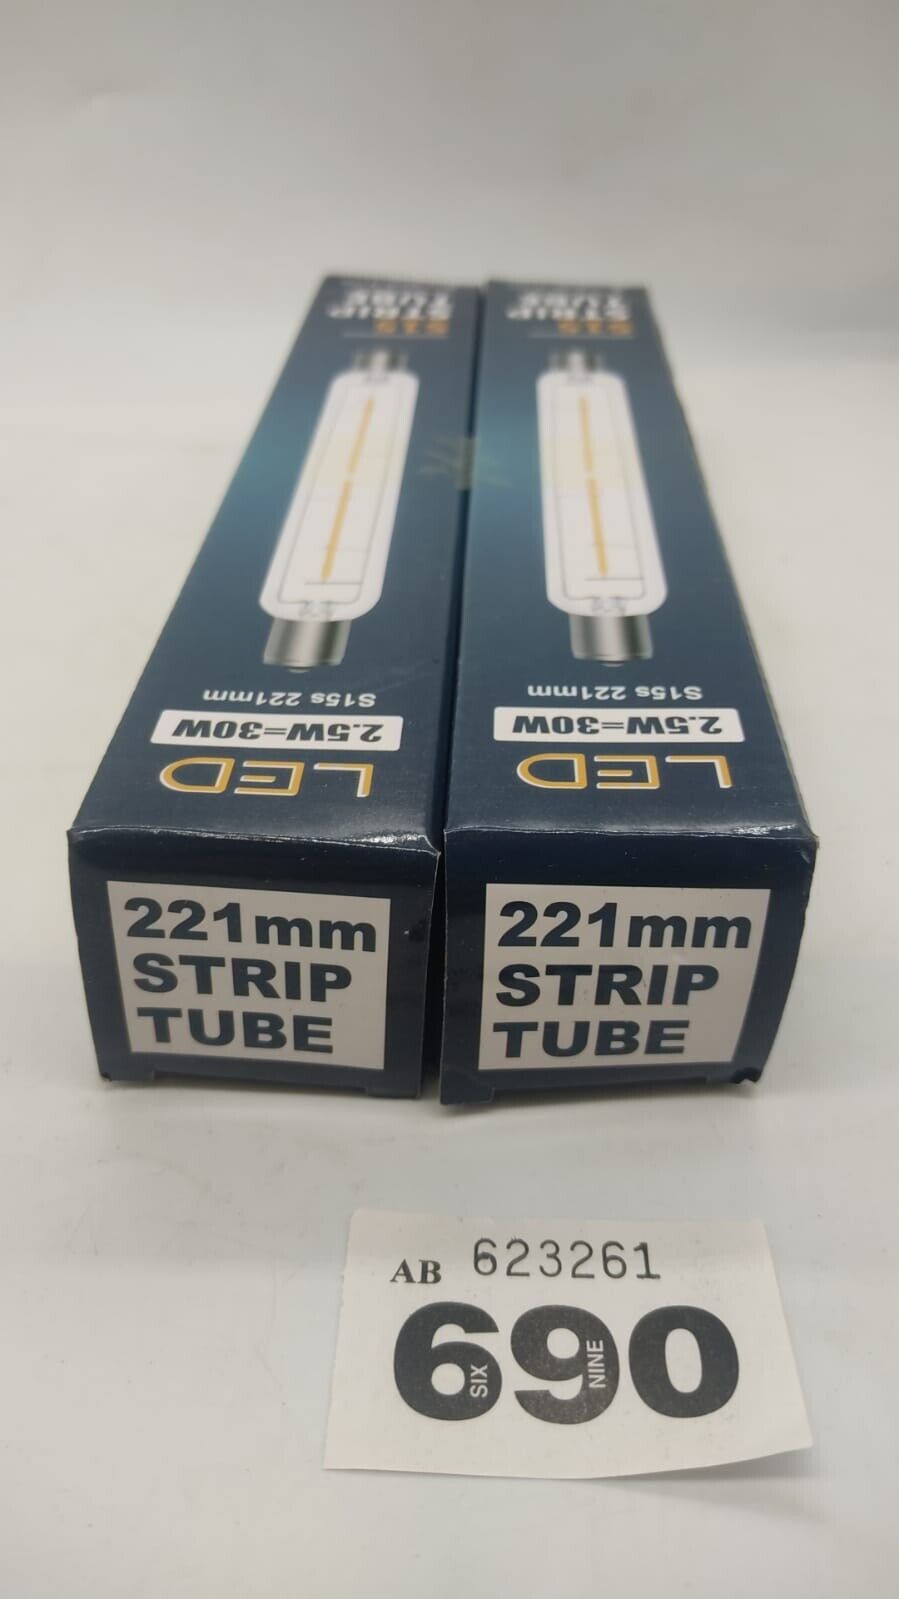 S15
STRIP
TUBE
S15s 221mm
2.5W=30W
LED
221mm
STRIP
TUBE
S15
STRIP
TUBE
S15s 221mm
2.5W=30W
LED
221mm
STRIP
TUBE
AB 623261
690
SIX
NINE